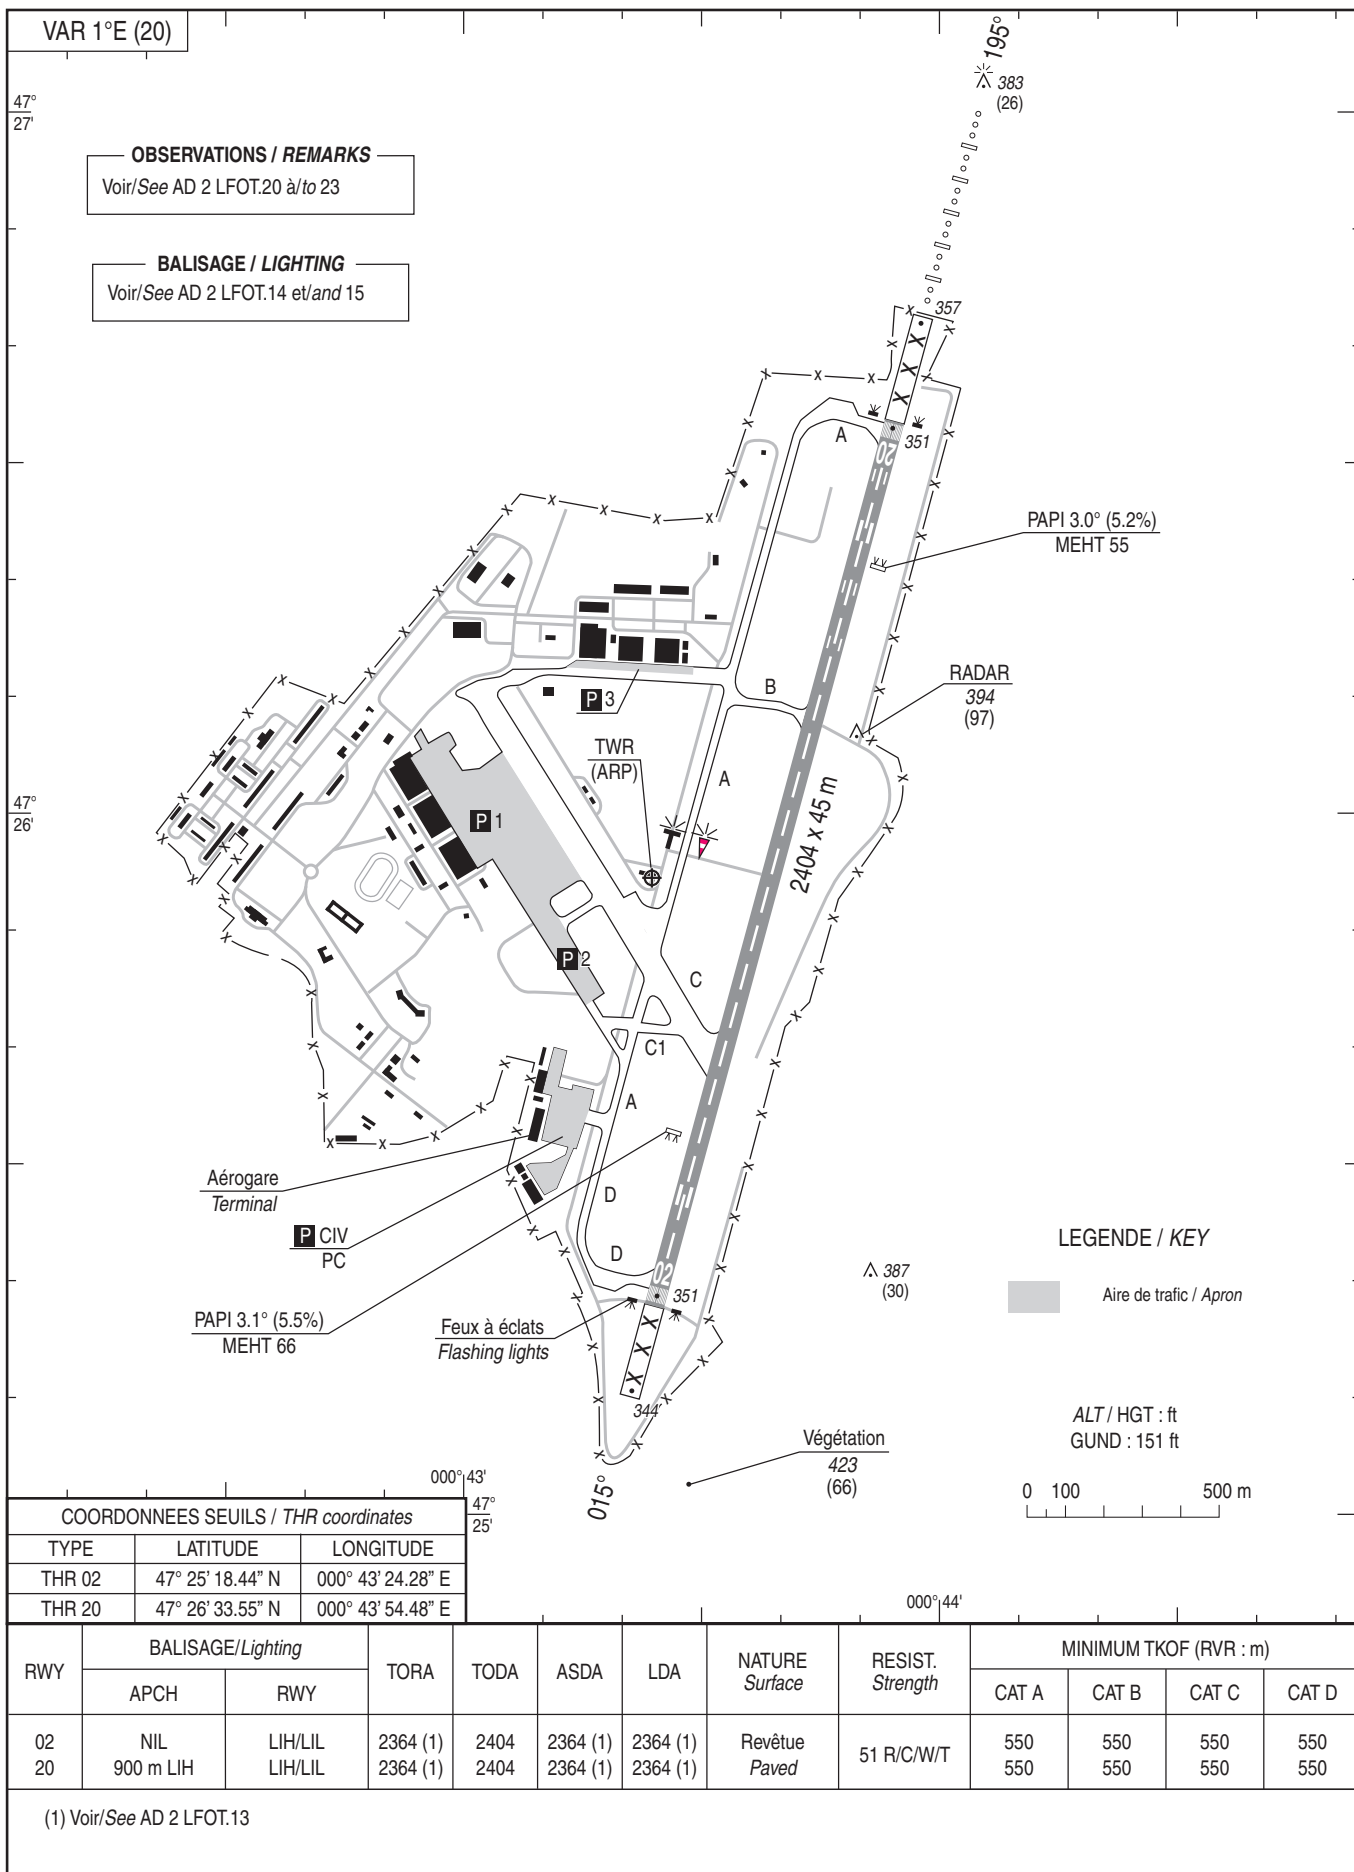 VAR 1°E (20)
195°
383
(26)
47°
27'
OBSERVATIONS / REMARKS
Voir/See AD 2 LFOT.20 à/to 23
BALISAGE / LIGHTING
Voir/See AD 2 LFOT.14 et/and 15
357
A
351
20
PAPI 3.0° (5.2%)
MEHT 55
RADAR
394
(97)
B
P 3
TWR
(ARP)
A
47°
26'
P 1
2404 x 45 m
P 2
C
C1
A
Aérogare
Terminal
D
P CIV
PC
D
LEGENDE / KEY
02
387
(30)
351
Aire de trafic / Apron
PAPI 3.1° (5.5%)
MEHT 66
Feux à éclats
Flashing lights
344
ALT / HGT : ft
GUND : 151 ft
Végétation
423
(66)
015°
000° 43'
47°
25'
0 100 500 m
COORDONNEES SEUILS / THR coordinates
TYPE LATITUDE LONGITUDE
THR 02 47° 25' 18.44" N 000° 43' 24.28" E
THR 20 47° 26' 33.55" N 000° 43' 54.48" E
000° 44'
RWY BALISAGE/Lighting TORA TODA ASDA LDA NATURE RESIST. MINIMUM TKOF (RVR : m)
Surface Strength
APCH RWY CAT A CAT B CAT C CAT D
02 NIL LIH/LIL 2364 (1) 2404 2364 (1) 2364 (1) Revêtue 51 R/C/W/T 550 550 550 550
20 900 m LIH LIH/LIL 2364 (1) 2404 2364 (1) 2364 (1) Paved 550 550 550 550
(1) Voir/See AD 2 LFOT.13